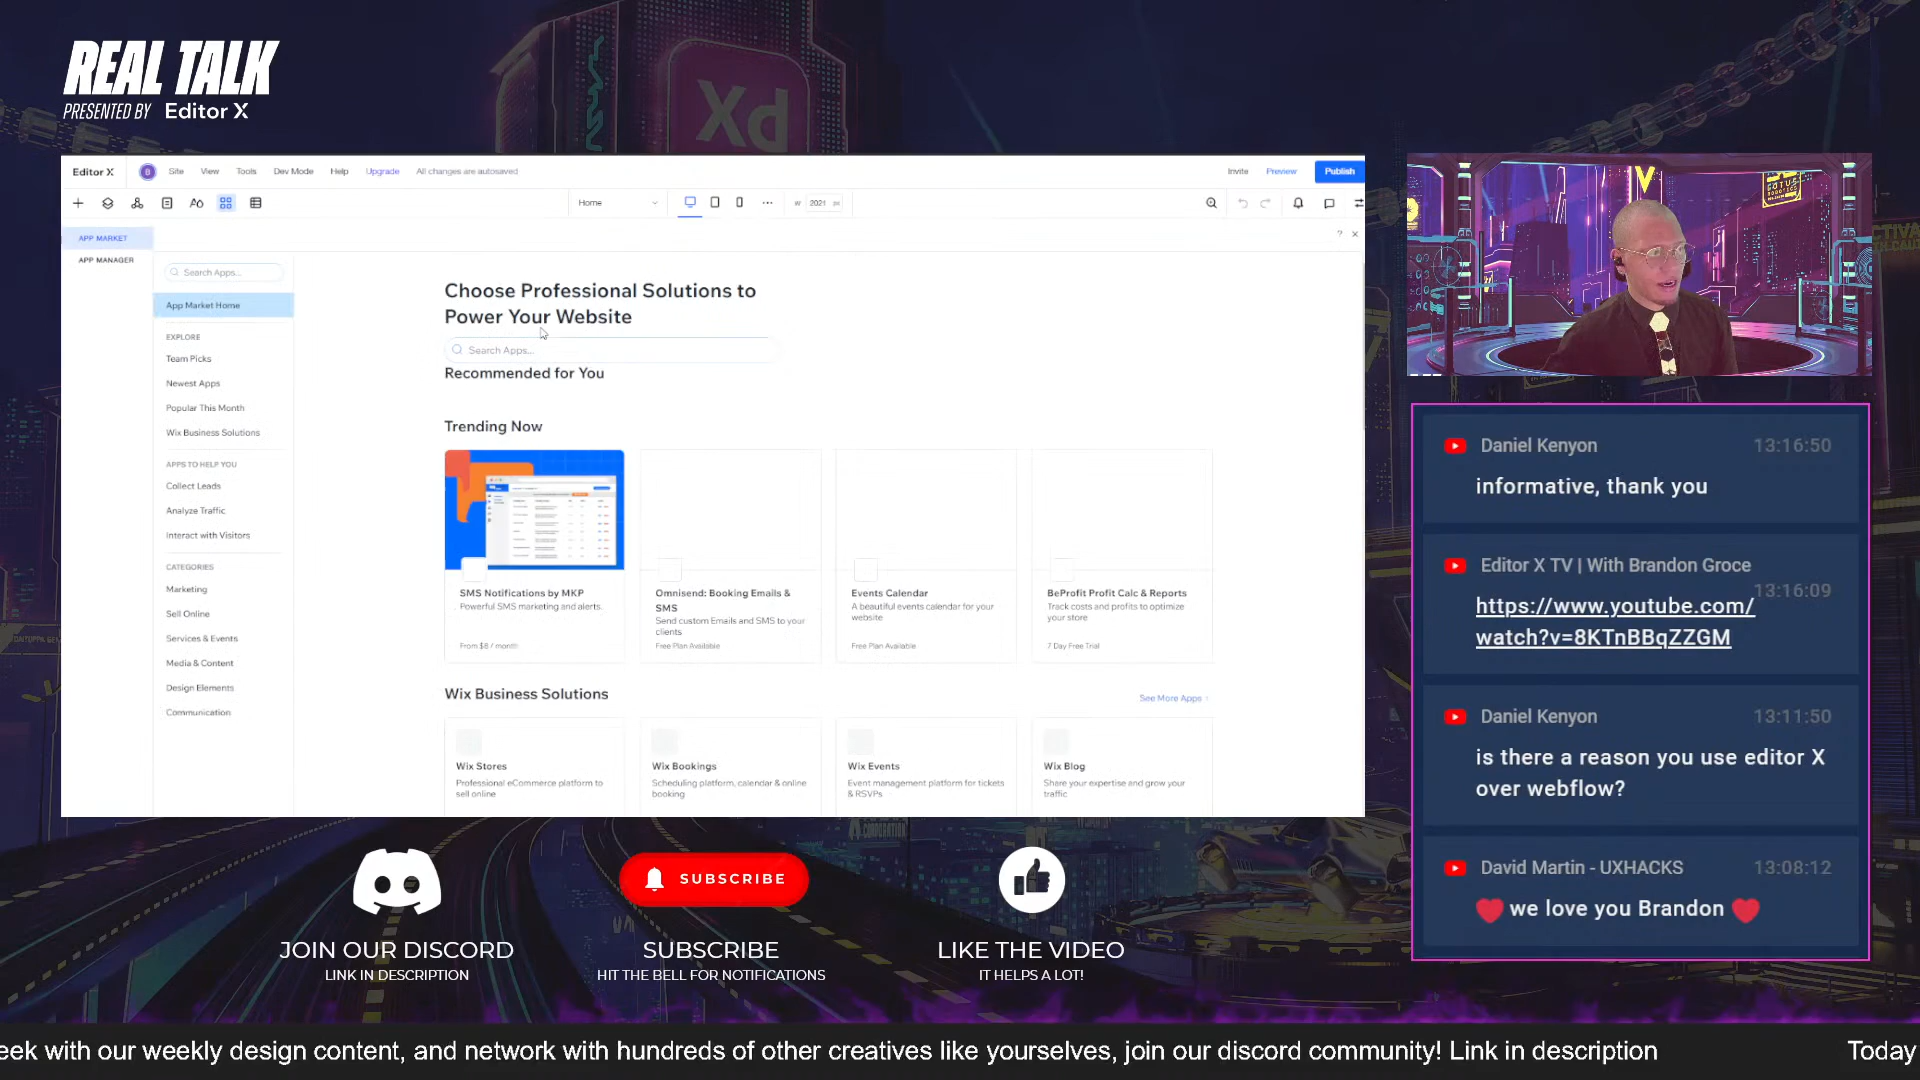 REAL TALK
PRESENTED BY Editor X
Xd
Editor X
B
Site
View
Tools
Dev Mode
Help
Upgrade
All changes are autosaved
Invite
Preview
Publish
Home
W
2021
PX
APP MARKET
APP MANAGER
?
Search Apps...
App Market Home
EXPLORE
Team Picks
Newest Apps
Popular This Month
Wix Business Solutions
APPS TO HELP YOU
Collect Leads
Analyze Traffic
Interact with Visitors
CATEGORIES
Marketing
Sell Online
Services & Events
Media & Content
Design Elements
Communication
Choose Professional Solutions to
Power Your Website
Search Apps...
Recommended for You
Trending Now
SMS Notifications by MKP
Powerful SMS marketing and alerts.
From $8 / month
Omnisend: Booking Emails &
SMS
Send custom Emails and SMS to your
clients
Free Plan Available
Events Calendar
A beautiful events calendar for your
website
Free Plan Available
BeProfit Profit Calc & Reports
Track costs and profits to optimize
your store
7 Day Free Trial
Wix Business Solutions
See More Apps
Wix Stores
Professional eCommerce platform to
sell online
Wix Bookings
Scheduling platform, calendar & online
booking
Wix Events
Event management platform for tickets
& RSVPs
Wix Blog
Share your expertise and grow your
traffic
Daniel Kenyon 13:16:50
informative, thank you
Editor X TV | With Brandon Groce
13:16:09
https://www.youtube.com/
watch?v=8KTnBBqZZGM
Daniel Kenyon 13:11:50
is there a reason you use editor X
over webflow?
David Martin - UXHACKS 13:08:12
❤️ we love you Brandon ❤️
SUBSCRIBE
JOIN OUR DISCORD
LINK IN DESCRIPTION
SUBSCRIBE
HIT THE BELL FOR NOTIFICATIONS
LIKE THE VIDEO
IT HELPS A LOT!
eek with our weekly design content, and network with hundreds of other creatives like yourselves, join our discord community! Link in description Today